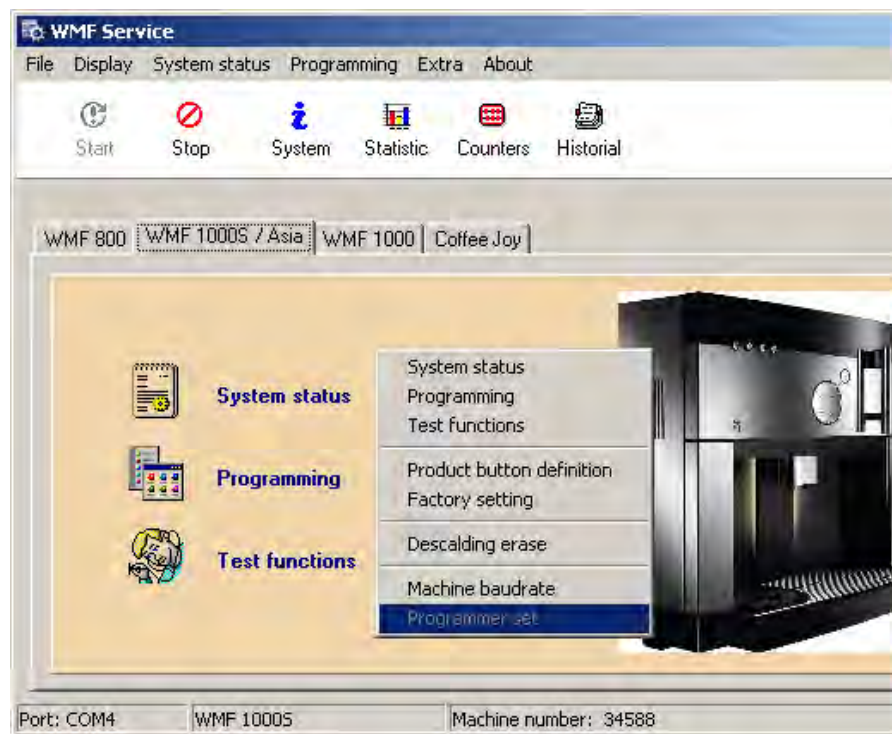 WMF Service
File Display System status Programming Extra About
Start Stop System Statistic Counters Historial
WMF 800 WMF 1000S / Asia WMF 1000 Coffee Joy
System status
Programming
Test functions
System status
Programming
Test functions
Product button definition
Factory setting
Descalding erase
Machine baudrate
Programmer set
Port: COM4 WMF 1000S Machine number: 34588